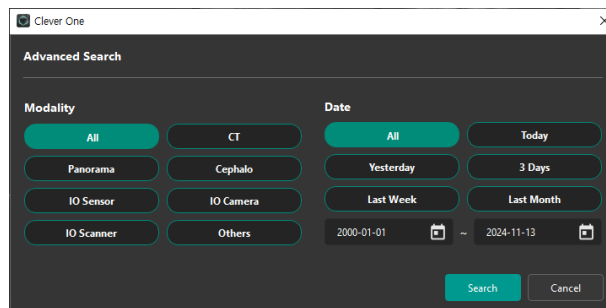 Clever One
Advanced Search
Modality
All CT
Panorama Cephalo
IO Sensor IO Camera
IO Scanner Others
Date
All Today
Yesterday 3 Days
Last Week Last Month
2000-01-01 ~ 2024-11-13
Search Cancel